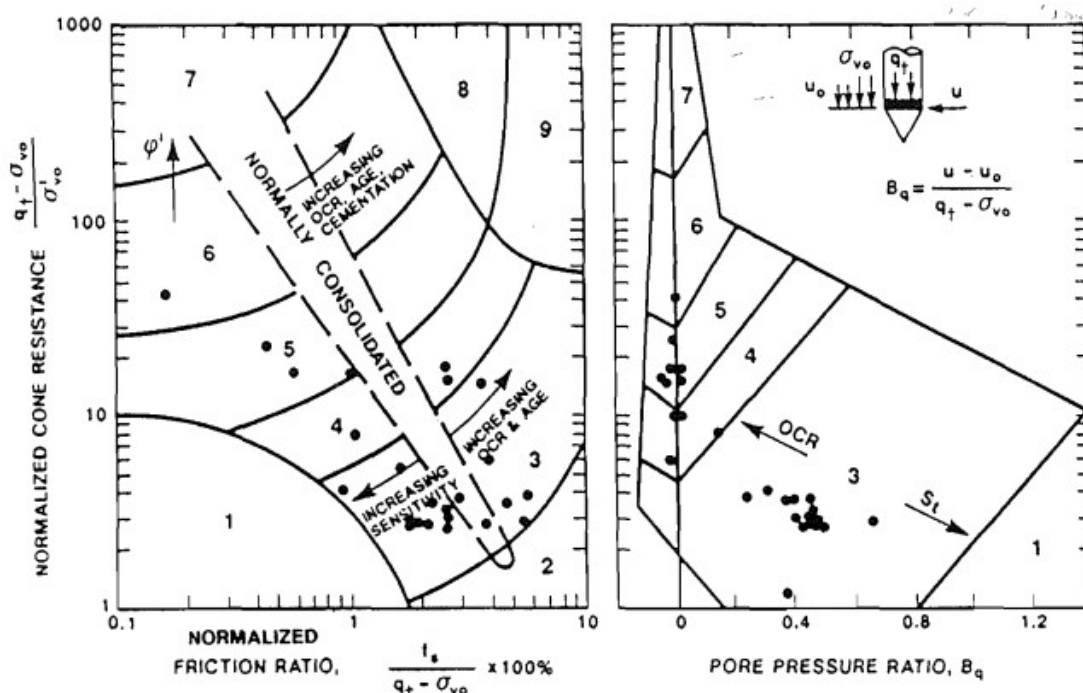 1000
100
10
1
NORMALIZED CONE RESISTANCE
q_t - σ_vo
σ'_vo
7
8
9
φ'
6
5
4
3
1
2
NORMALLY CONSOLIDATED
INCREASING
OCR, AGE,
CEMENTATION
INCREASING
OCR & AGE
INCREASING
SENSITIVITY
0.1
1
10
NORMALIZED
FRICTION RATIO,
f_s
q_t - σ_vo
x100%
7
6
5
4
3
1
OCR
S_t
σ_vo
q_t
u_o
u
B_q = u - u_o
q_t - σ_vo
0
0.4
0.8
1.2
PORE PRESSURE RATIO, B_q